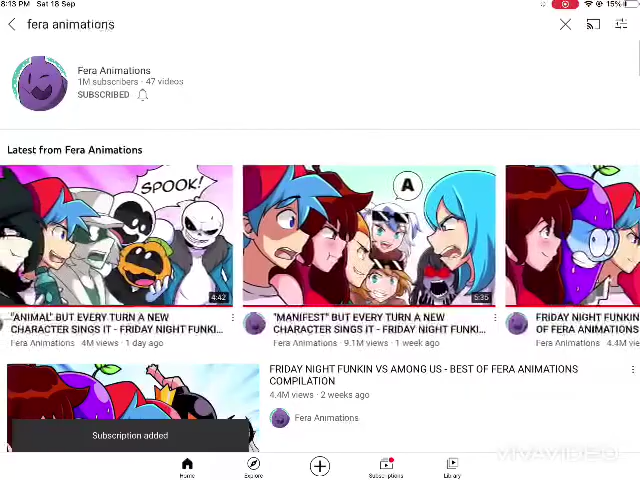 8:13 PM Sat 18 Sep
15%
fera animations
Fera Animations
1M subscribers · 47 videos
SUBSCRIBED
Latest from Fera Animations
SPOOK!
A
4:42
5:35
"ANIMAL" BUT EVERY TURN A NEW
CHARACTER SINGS IT - FRIDAY NIGHT FUNKI...
Fera Animations · 4M views · 1 day ago
"MANIFEST" BUT EVERY TURN A NEW
CHARACTER SINGS IT - FRIDAY NIGHT FUNKI...
Fera Animations · 9.1M views · 1 week ago
FRIDAY NIGHT FUNKIN
OF FERA ANIMATIONS
Fera Animations · 4.4M vie
FRIDAY NIGHT FUNKIN VS AMONG US - BEST OF FERA ANIMATIONS
COMPILATION
4.4M views · 2 weeks ago
Fera Animations
Subscription added
VIVAVIDEO
Home
Explore
Subscriptions
Library